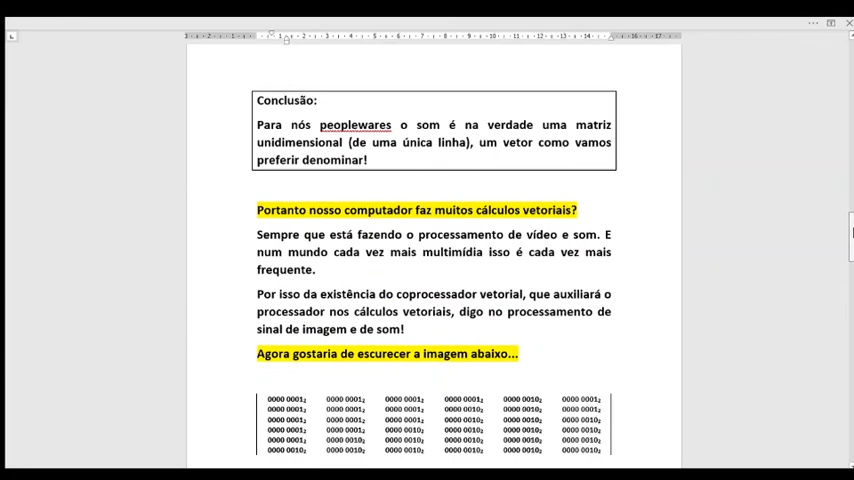 Conclusão:
Para nós peoplewares o som é na verdade uma matriz
unidimensional (de uma única linha), um vetor como vamos
preferir denominar!
Portanto nosso computador faz muitos cálculos vetoriais?
Sempre que está fazendo o processamento de vídeo e som. E
num mundo cada vez mais multimídia isso é cada vez mais
frequente.
Por isso da existência do coprocessador vetorial, que auxiliará o
processador nos cálculos vetoriais, digo no processamento de
sinal de imagem e de som!
Agora gostaria de escurecer a imagem abaixo...
0000 0001₂ 0000 0001₂ 0000 0001₂ 0000 0001₂ 0000 0010₂ 0000 0001₂
0000 0001₂ 0000 0001₂ 0000 0001₂ 0000 0010₂ 0000 0010₂ 0000 0001₂
0000 0001₂ 0000 0001₂ 0000 0001₂ 0000 0010₂ 0000 0010₂ 0000 0010₂
0000 0001₂ 0000 0001₂ 0000 0010₂ 0000 0010₂ 0000 0010₂ 0000 0010₂
0000 0001₂ 0000 0010₂ 0000 0010₂ 0000 0010₂ 0000 0010₂ 0000 0010₂
0000 0010₂ 0000 0010₂ 0000 0010₂ 0000 0010₂ 0000 0010₂ 0000 0010₂